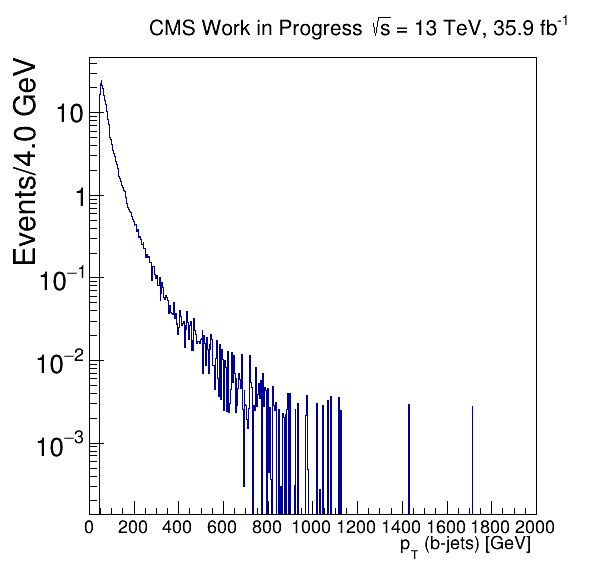 CMS Work in Progress √s = 13 TeV, 35.9 fb⁻¹
Events/4.0 GeV
10
1
10⁻¹
10⁻²
10⁻³
0 200 400 600 800 1000 1200 1400 1600 1800 2000
p_T (b-jets) [GeV]